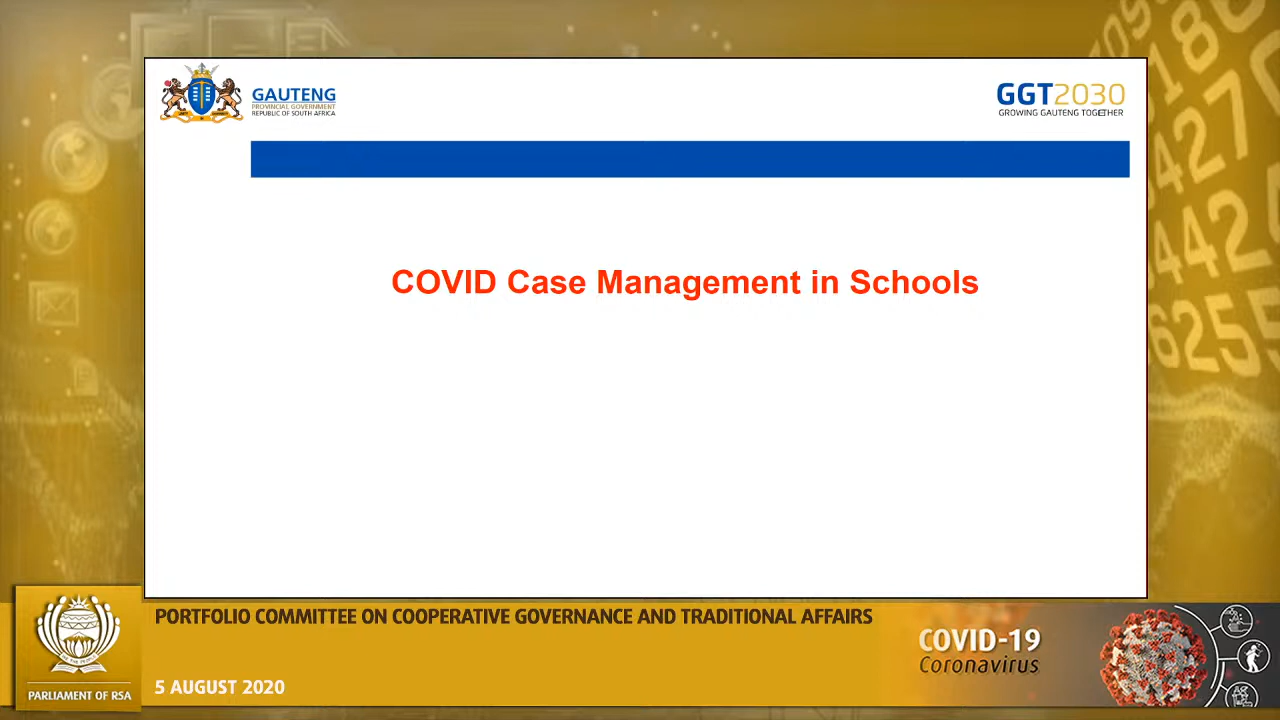 GAUTENG
PROVINCIAL GOVERNMENT
REPUBLIC OF SOUTH AFRICA
GGT2030
GROWING GAUTENG TOGETHER
COVID Case Management in Schools
PORTFOLIO COMMITTEE ON COOPERATIVE GOVERNANCE AND TRADITIONAL AFFAIRS
COVID-19
Coronavirus
PARLIAMENT OF RSA
5 AUGUST 2020